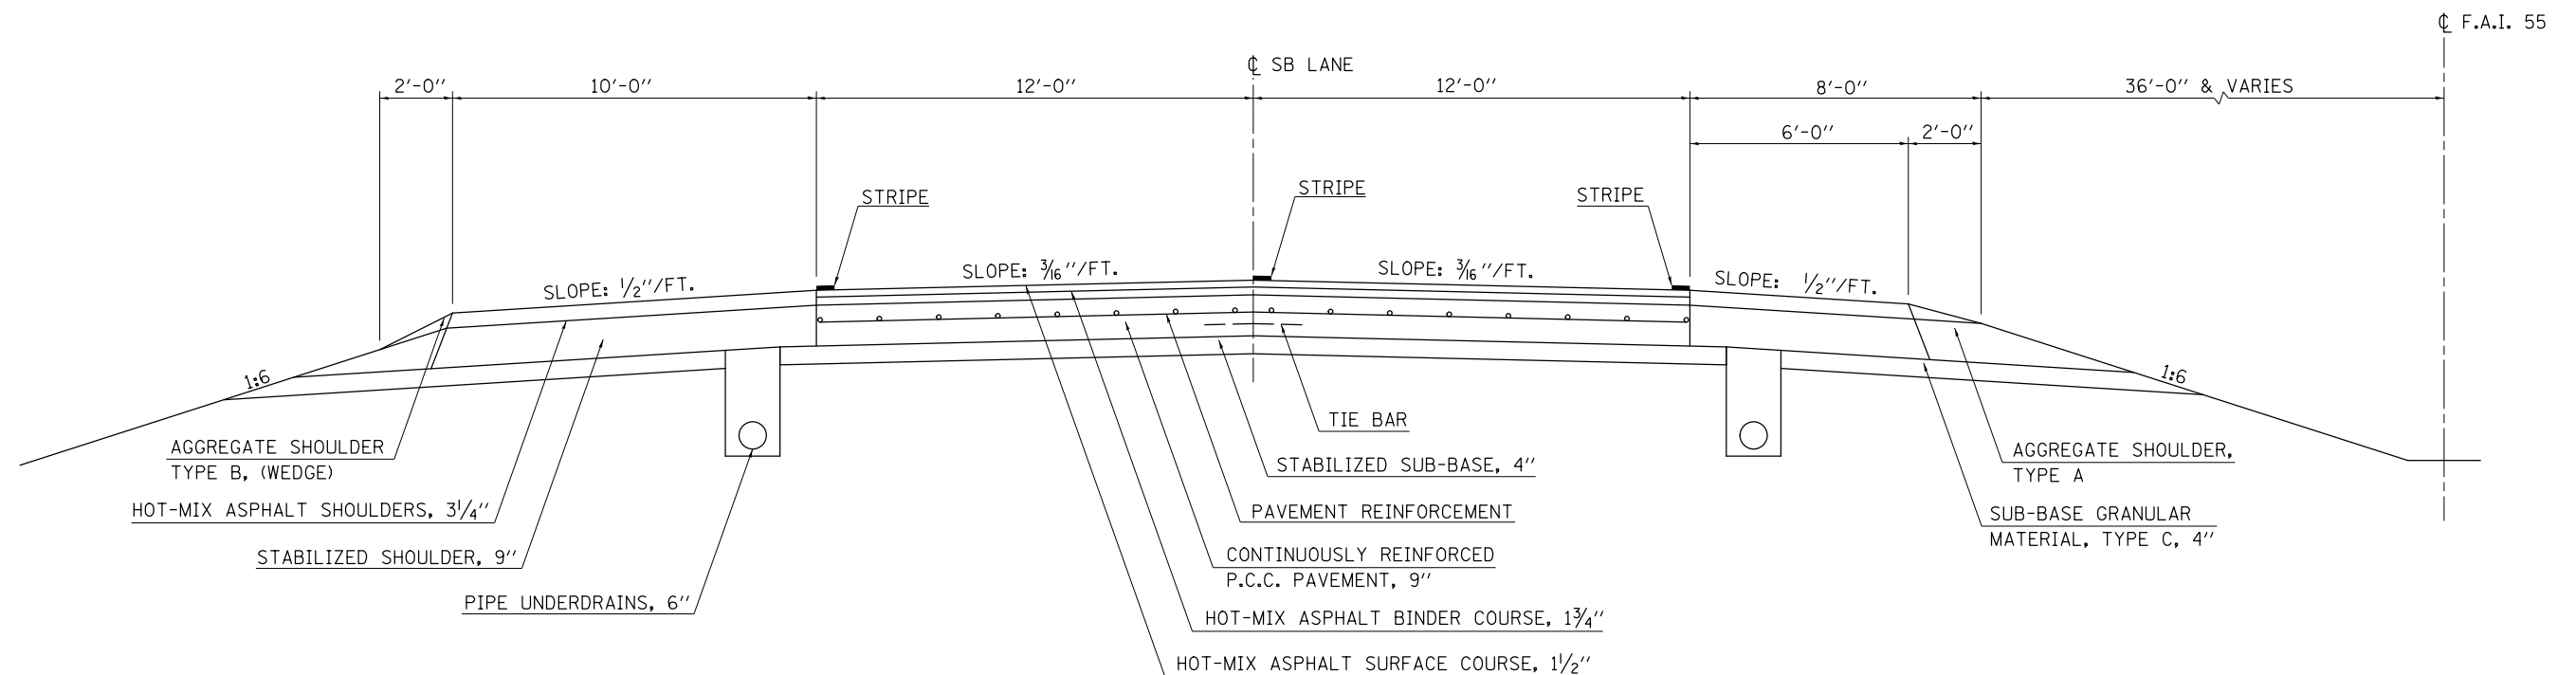 ℄ F.A.I. 55
℄ SB LANE
2'-0"
10'-0"
12'-0"
12'-0"
8'-0"
36'-0" & VARIES
6'-0"
2'-0"
STRIPE
STRIPE
STRIPE
SLOPE: 1/2"/FT.
SLOPE: 3/16"/FT.
SLOPE: 3/16"/FT.
SLOPE: 1/2"/FT.
1:6
1:6
AGGREGATE SHOULDER
TYPE B, (WEDGE)
HOT-MIX ASPHALT SHOULDERS, 3 1/4"
STABILIZED SHOULDER, 9"
PIPE UNDERDRAINS, 6"
TIE BAR
STABILIZED SUB-BASE, 4"
PAVEMENT REINFORCEMENT
CONTINUOUSLY REINFORCED
P.C.C. PAVEMENT, 9"
HOT-MIX ASPHALT BINDER COURSE, 1 3/4"
HOT-MIX ASPHALT SURFACE COURSE, 1 1/2"
AGGREGATE SHOULDER,
TYPE A
SUB-BASE GRANULAR
MATERIAL, TYPE C, 4"